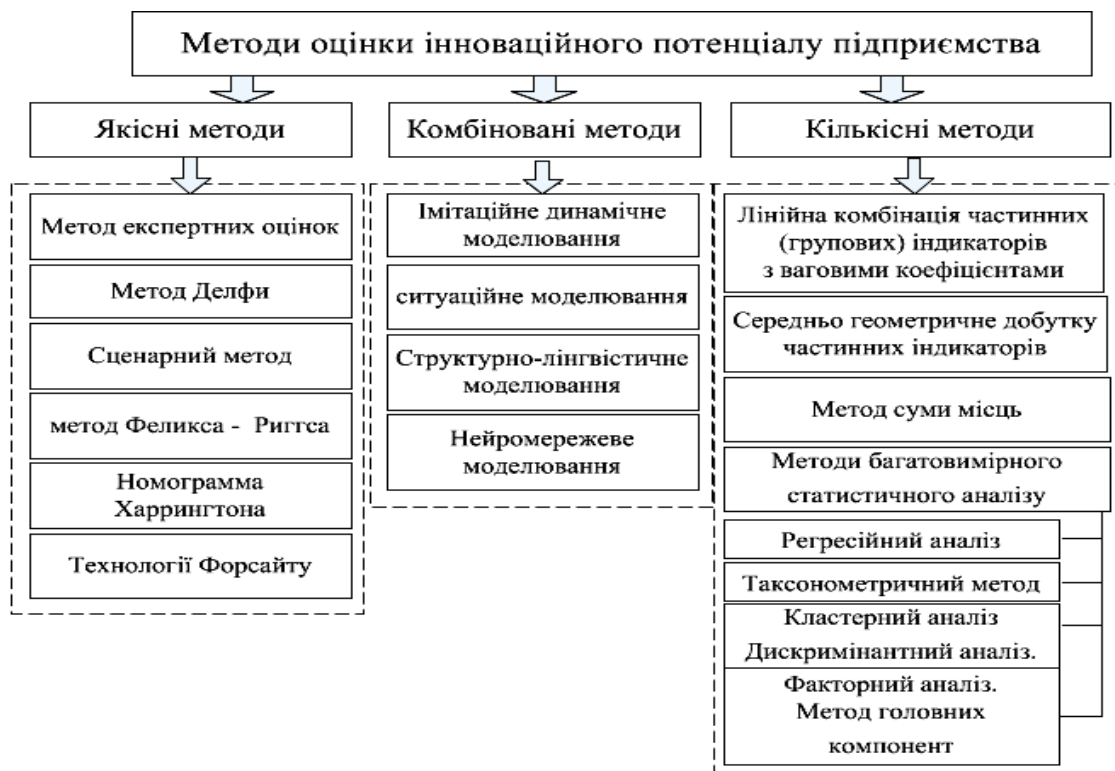 Методи оцінки інноваційного потенціалу підприємства
Якісні методи
Метод експертних оцінок
Метод Делфи
Сценарний метод
метод Феликса - Риггса
Номограмма
Харрингтона
Технології Форсайту
Комбіновані методи
Імітаційне динамічне
моделювання
ситуаційне моделювання
Структурно-лінгвістичне
моделювання
Нейромережеве
моделювання
Кількісні методи
Лінійна комбінація частинних
(групових) індикаторів
з ваговими коефіцієнтами
Середньо геометричне добутку
частинних індикаторів
Метод суми місць
Методи багатовимірного
статистичного аналізу
Регресійний аналіз
Таксонометричний метод
Кластерний аналіз
Дискримінантний аналіз.
Факторний аналіз.
Метод головних
компонент